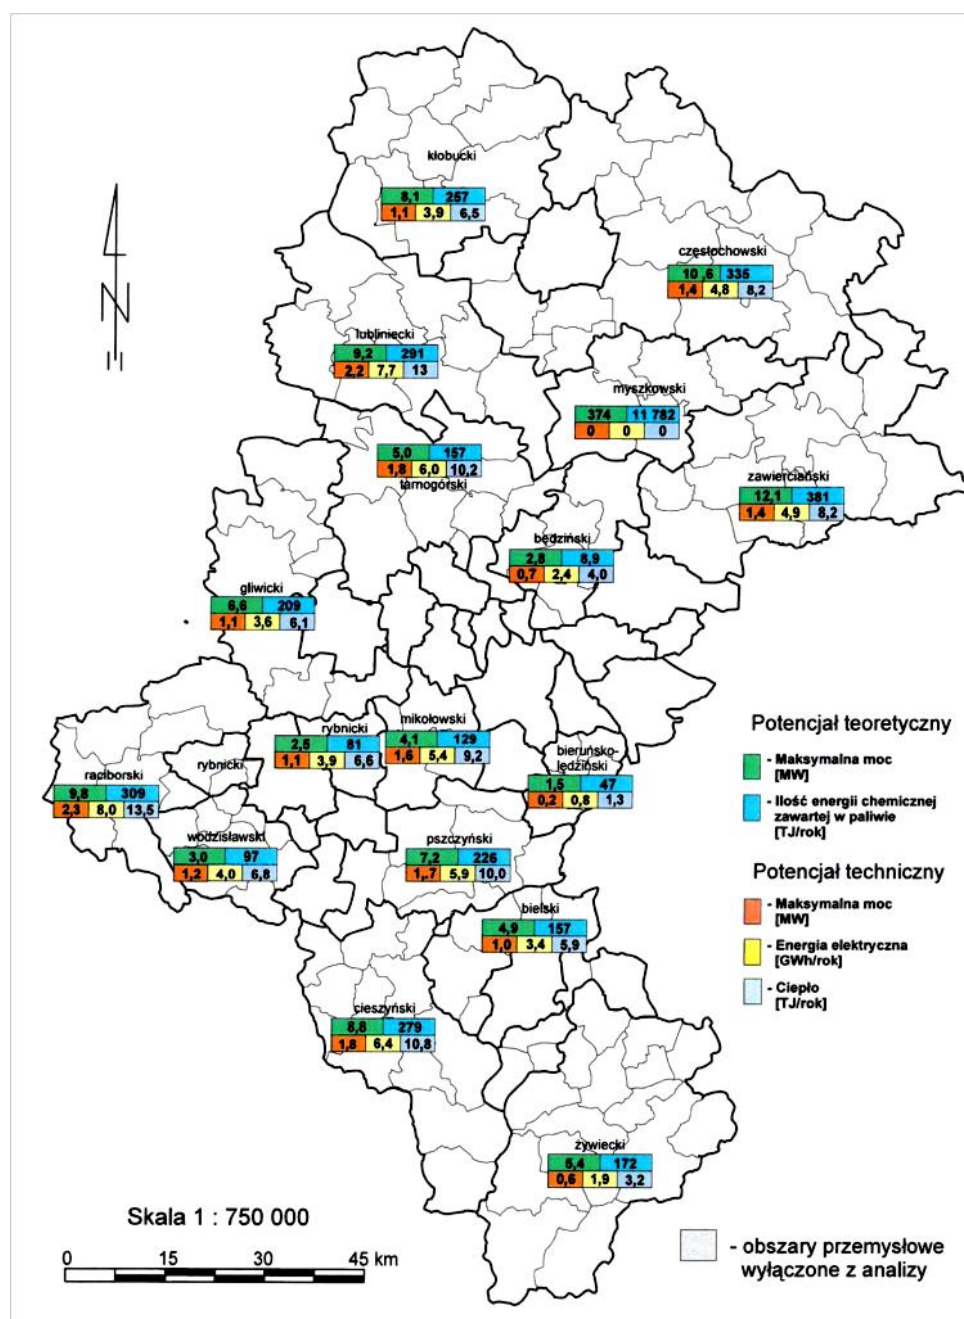 kłobucki
8,1 257
1,1 3,9 6,5
częstochowski
10 ,6 335
1,4 4,8 8,2
N
lubliniecki
9,2 291
2,2 7,7 13
myszkowski
374 11 782
0 0 0
5,0 157
1,8 6,0 10,2
tarnogórski
zawierciański
12,1 381
1,4 4,9 8,2
będziński
2,8 8,9
0,7 2,4 4,0
gliwicki
6,6 209
1,1 3,6 6,1
rybnicki
2,5 81
1,1 3,9 6,6
mikołowski
4,1 129
1,6 5,4 9,2
bieruńsko-
lędziński
1,5 47
0,2 0,8 1,3
raciborski
9,8 309
2,3 8,0 13,5
rybnicki
wodzisławski
3,0 97
1,2 4,0 6,8
pszczyński
7,2 226
1,.7 5,9 10,0
bielski
4,9 157
1,0 3,4 5,9
cieszyński
8,8 279
1,8 6,4 10,8
żywiecki
5,4 172
0,6 1,9 3,2
Potencjał teoretyczny
- Maksymalna moc
[MW]
- Ilość energii chemicznej
zawartej w paliwie
[TJ/rok]
Potencjał techniczny
- Maksymalna moc
[MW]
- Energia elektryczna
[GWh/rok]
- Ciepło
[TJ/rok]
Skala 1 : 750 000
0 15 30 45 km
- obszary przemysłowe
wyłączone z analizy